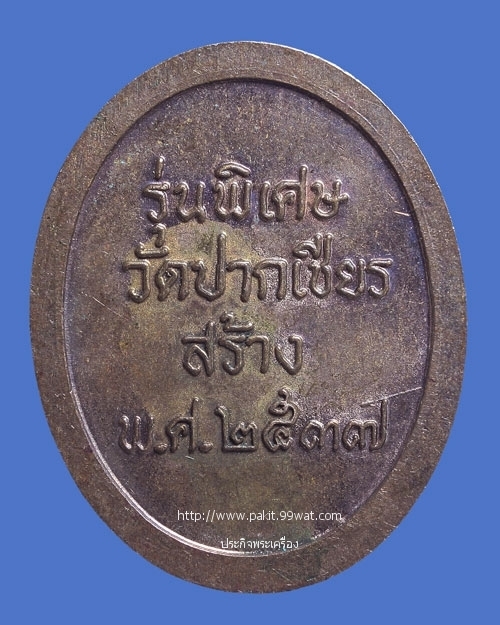 รุ่นพิเศษ
วัดปากเชียร
สร้าง
พ.ศ.๒๕๓๗
http://www.pakit.99wat.com
ประกิจพระเครื่อง